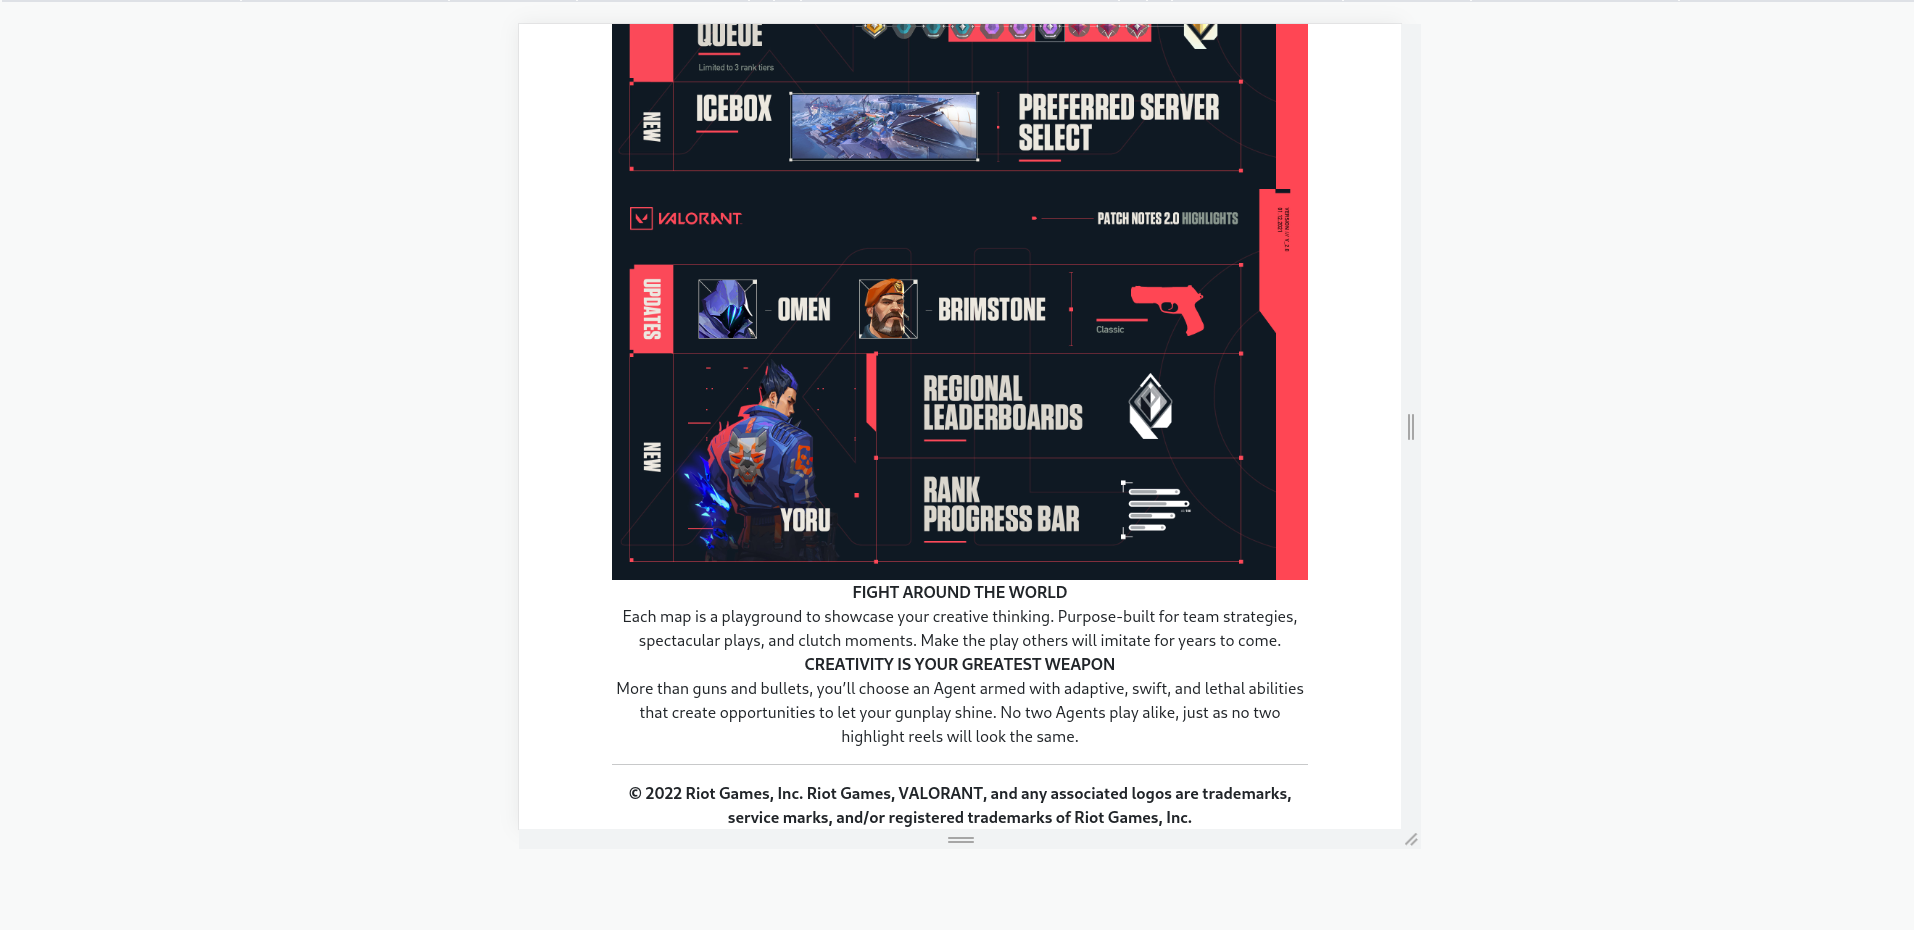 QUEUE
Limited to 3 rank tiers
NEW
ICEBOX
PREFERRED SERVER
SELECT
VALORANT
PATCH NOTES 2.0 HIGHLIGHTS
UPDATES
OMEN
BRIMSTONE
Classic
NEW
YORU
REGIONAL
LEADERBOARDS
RANK
PROGRESS BAR
FIGHT AROUND THE WORLD
Each map is a playground to showcase your creative thinking. Purpose-built for team strategies,
spectacular plays, and clutch moments. Make the play others will imitate for years to come.
CREATIVITY IS YOUR GREATEST WEAPON
More than guns and bullets, you’ll choose an Agent armed with adaptive, swift, and lethal abilities
that create opportunities to let your gunplay shine. No two Agents play alike, just as no two
highlight reels will look the same.
© 2022 Riot Games, Inc. Riot Games, VALORANT, and any associated logos are trademarks,
service marks, and/or registered trademarks of Riot Games, Inc.